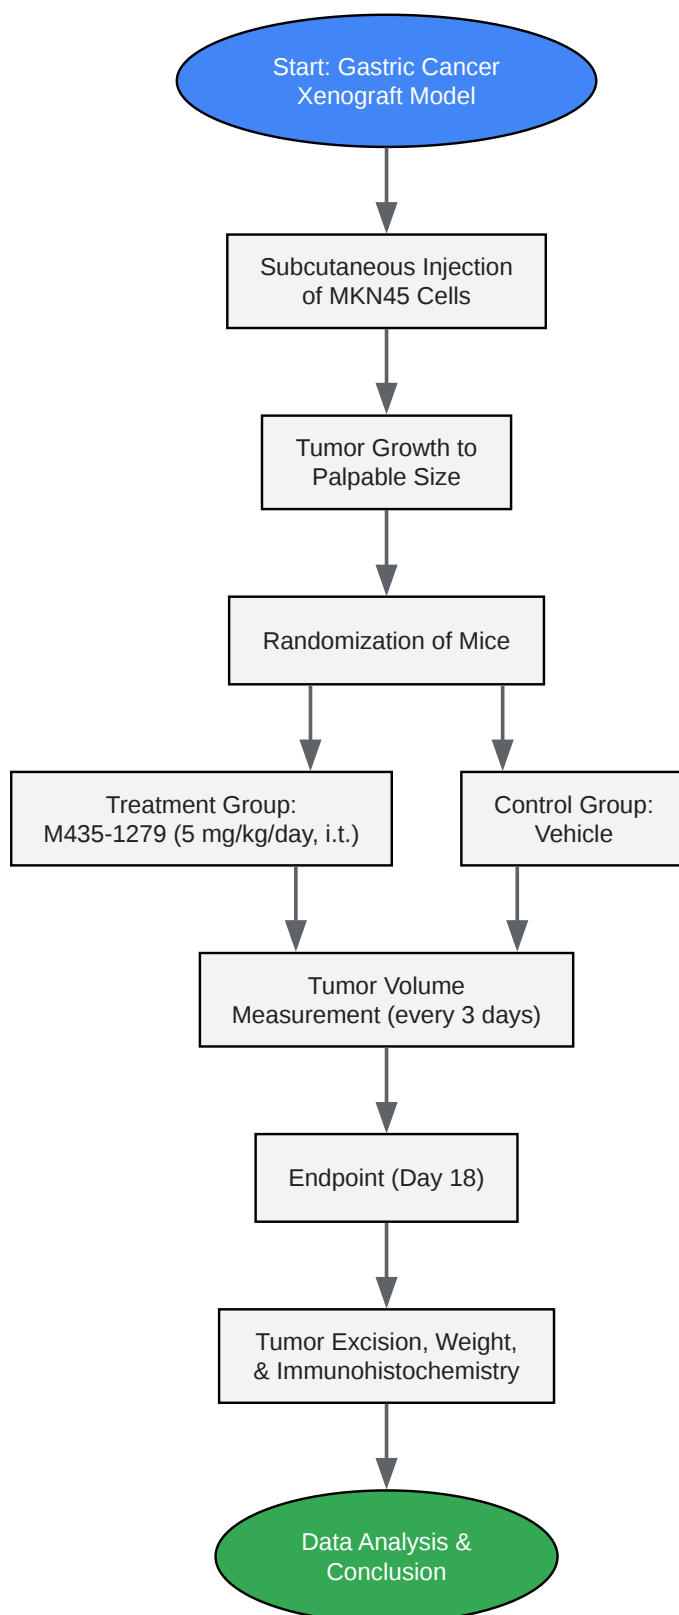 Start: Gastric Cancer
Xenograft Model
Subcutaneous Injection
of MKN45 Cells
Tumor Growth to
Palpable Size
Randomization of Mice
Treatment Group:
M435-1279 (5 mg/kg/day, i.t.)
Control Group:
Vehicle
Tumor Volume
Measurement (every 3 days)
Endpoint (Day 18)
Tumor Excision, Weight,
& Immunohistochemistry
Data Analysis &
Conclusion